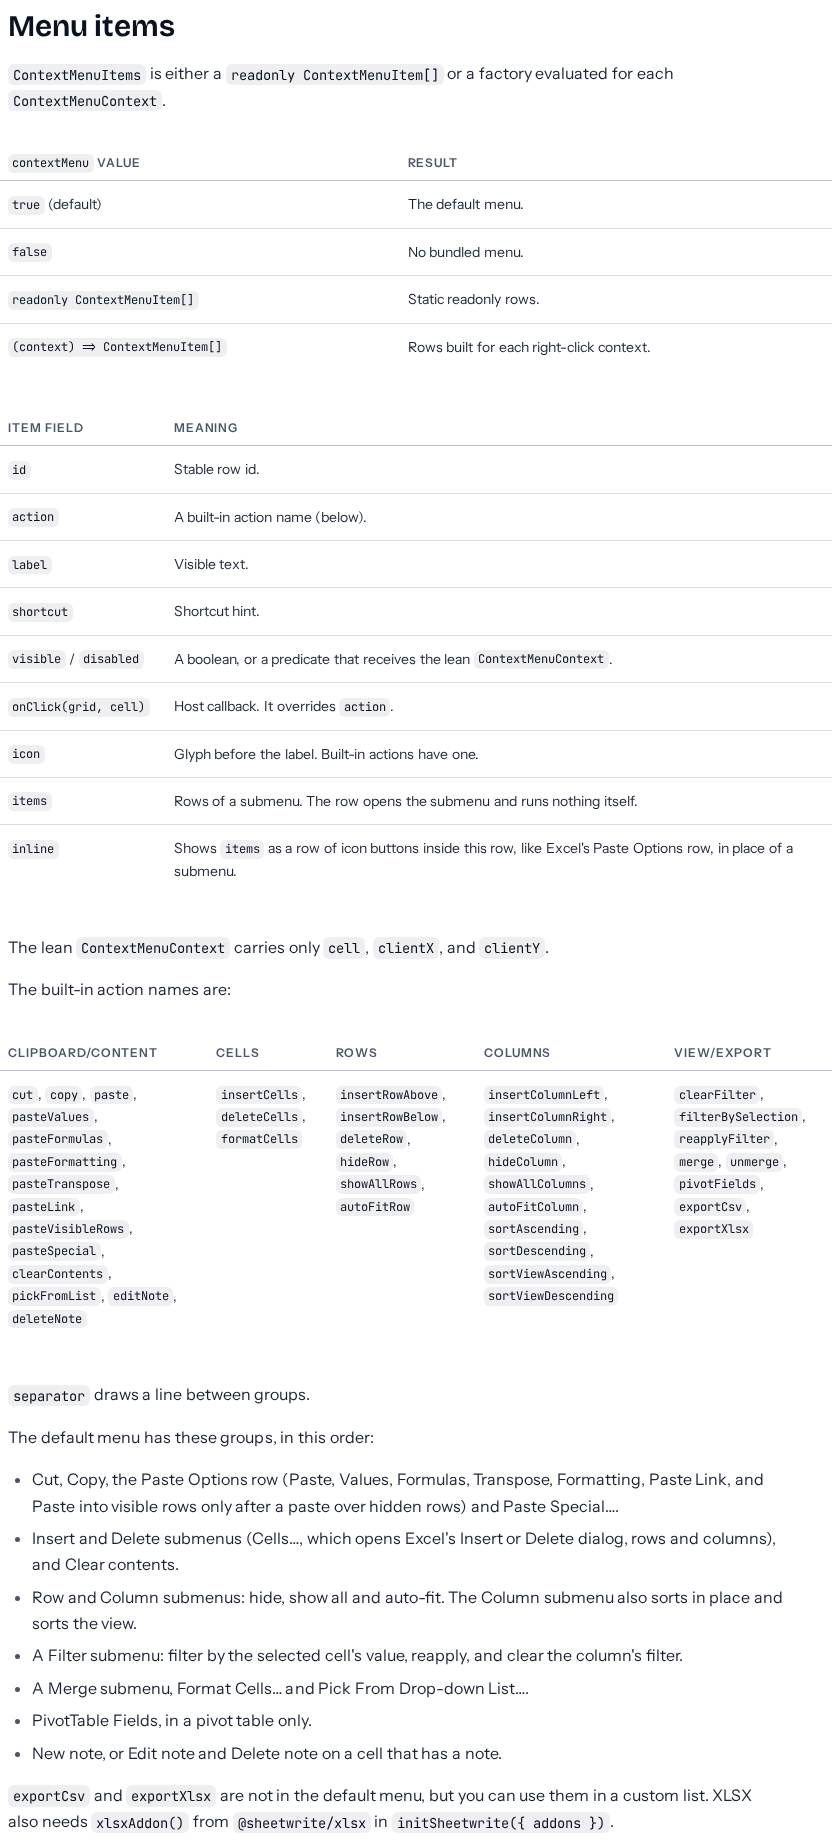 Menu items
ContextMenuItems is either a readonly ContextMenuItem[] or a factory evaluated for each
ContextMenuContext.
contextMenu VALUE RESULT
true (default) The default menu.
false No bundled menu.
readonly ContextMenuItem[] Static readonly rows.
(context) => ContextMenuItem[] Rows built for each right-click context.
ITEM FIELD MEANING
id Stable row id.
action A built-in action name (below).
label Visible text.
shortcut Shortcut hint.
visible / disabled A boolean, or a predicate that receives the lean ContextMenuContext.
onClick(grid, cell) Host callback. It overrides action.
icon Glyph before the label. Built-in actions have one.
items Rows of a submenu. The row opens the submenu and runs nothing itself.
inline Shows items as a row of icon buttons inside this row, like Excel's Paste Options row, in place of a
submenu.
The lean ContextMenuContext carries only cell, clientX, and clientY.
The built-in action names are:
CLIPBOARD/CONTENT CELLS ROWS COLUMNS VIEW/EXPORT
cut, copy, paste, insertCells, insertRowAbove, insertColumnLeft, clearFilter,
pasteValues, deleteCells, insertRowBelow, insertColumnRight, filterBySelection,
pasteFormulas, formatCells deleteRow, deleteColumn, reapplyFilter,
pasteFormatting, hideRow, hideColumn, merge, unmerge,
pasteTranspose, showAllRows, showAllColumns, pivotFields,
pasteLink, autoFitRow autoFitColumn, exportCsv,
pasteVisibleRows, sortAscending, exportXlsx
pasteSpecial, sortDescending,
clearContents, sortViewAscending,
pickFromList, editNote, sortViewDescending
deleteNote
separator draws a line between groups.
The default menu has these groups, in this order:
• Cut, Copy, the Paste Options row (Paste, Values, Formulas, Transpose, Formatting, Paste Link, and
Paste into visible rows only after a paste over hidden rows) and Paste Special….
• Insert and Delete submenus (Cells…, which opens Excel's Insert or Delete dialog, rows and columns),
and Clear contents.
• Row and Column submenus: hide, show all and auto-fit. The Column submenu also sorts in place and
sorts the view.
• A Filter submenu: filter by the selected cell's value, reapply, and clear the column's filter.
• A Merge submenu, Format Cells… and Pick From Drop-down List….
• PivotTable Fields, in a pivot table only.
• New note, or Edit note and Delete note on a cell that has a note.
exportCsv and exportXlsx are not in the default menu, but you can use them in a custom list. XLSX
also needs xlsxAddon() from @sheetwrite/xlsx in initSheetwrite({ addons }).